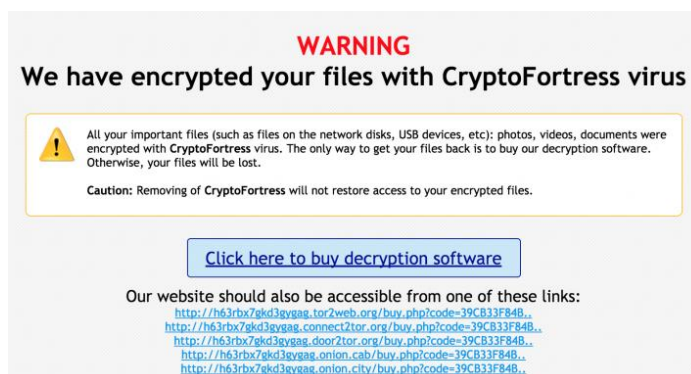 WARNING
We have encrypted your files with CryptoFortress virus
All your important files (such as files on the network disks, USB devices, etc): photos, videos, documents were
encrypted with CryptoFortress virus. The only way to get your files back is to buy our decryption software.
Otherwise, your files will be lost.
Caution: Removing of CryptoFortress will not restore access to your encrypted files.
Click here to buy decryption software
Our website should also be accessible from one of these links:
http://h63rbx7gkd3gygag.tor2web.org/buy.php?code=39CB33F84B..
http://h63rbx7gkd3gygag.connect2tor.org/buy.php?code=39CB33F84B..
http://h63rbx7gkd3gygag.door2tor.org/buy.php?code=39CB33F84B..
http://h63rbx7gkd3gygag.onion.cab/buy.php?code=39CB33F84B..
http://h63rbx7gkd3gygag.onion.city/buy.php?code=39CB33F84B..